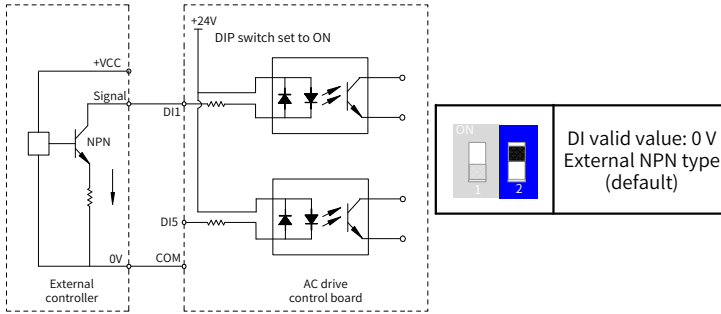 +24V
DIP switch set to ON
+VCC
Signal
DI1
NPN
DI5
0V
COM
External
controller
AC drive
control board
ON
1
2
DI valid value: 0 V
External NPN type
(default)